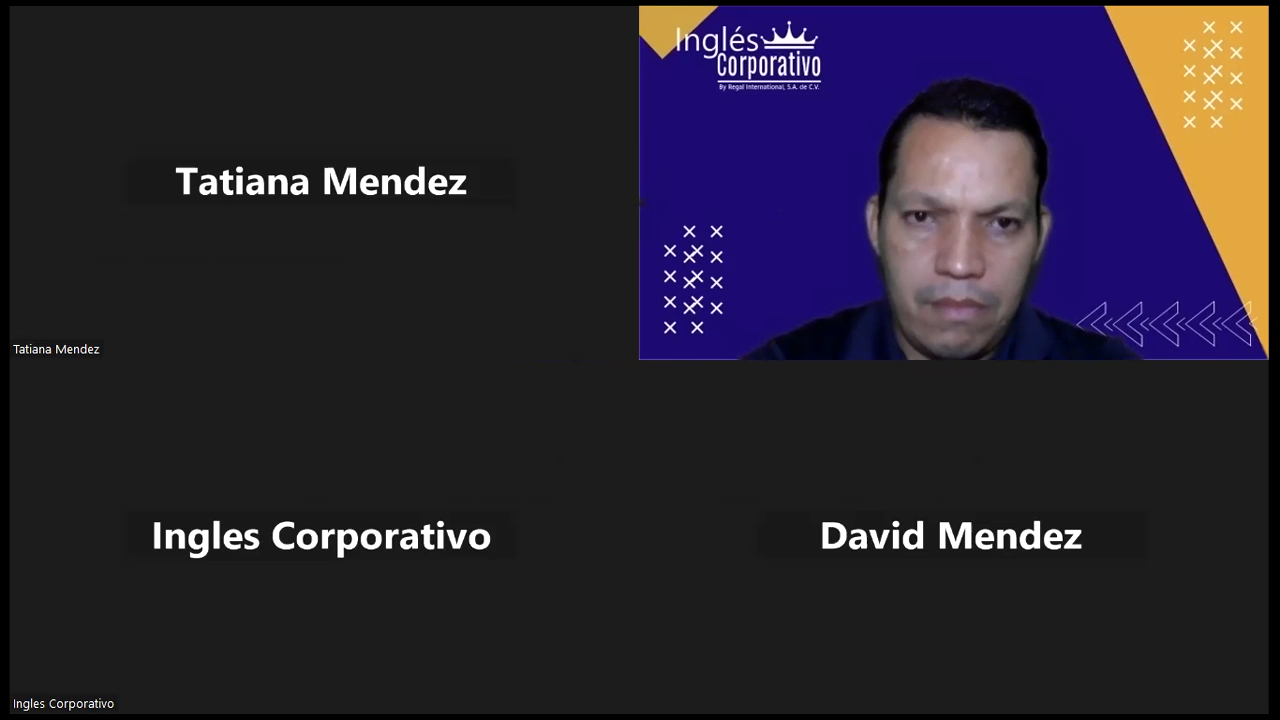 Tatiana Mendez
Tatiana Mendez
Inglés
Corporativo
By Regal International, S.A. de C.V.
Ingles Corporativo
Ingles Corporativo
David Mendez